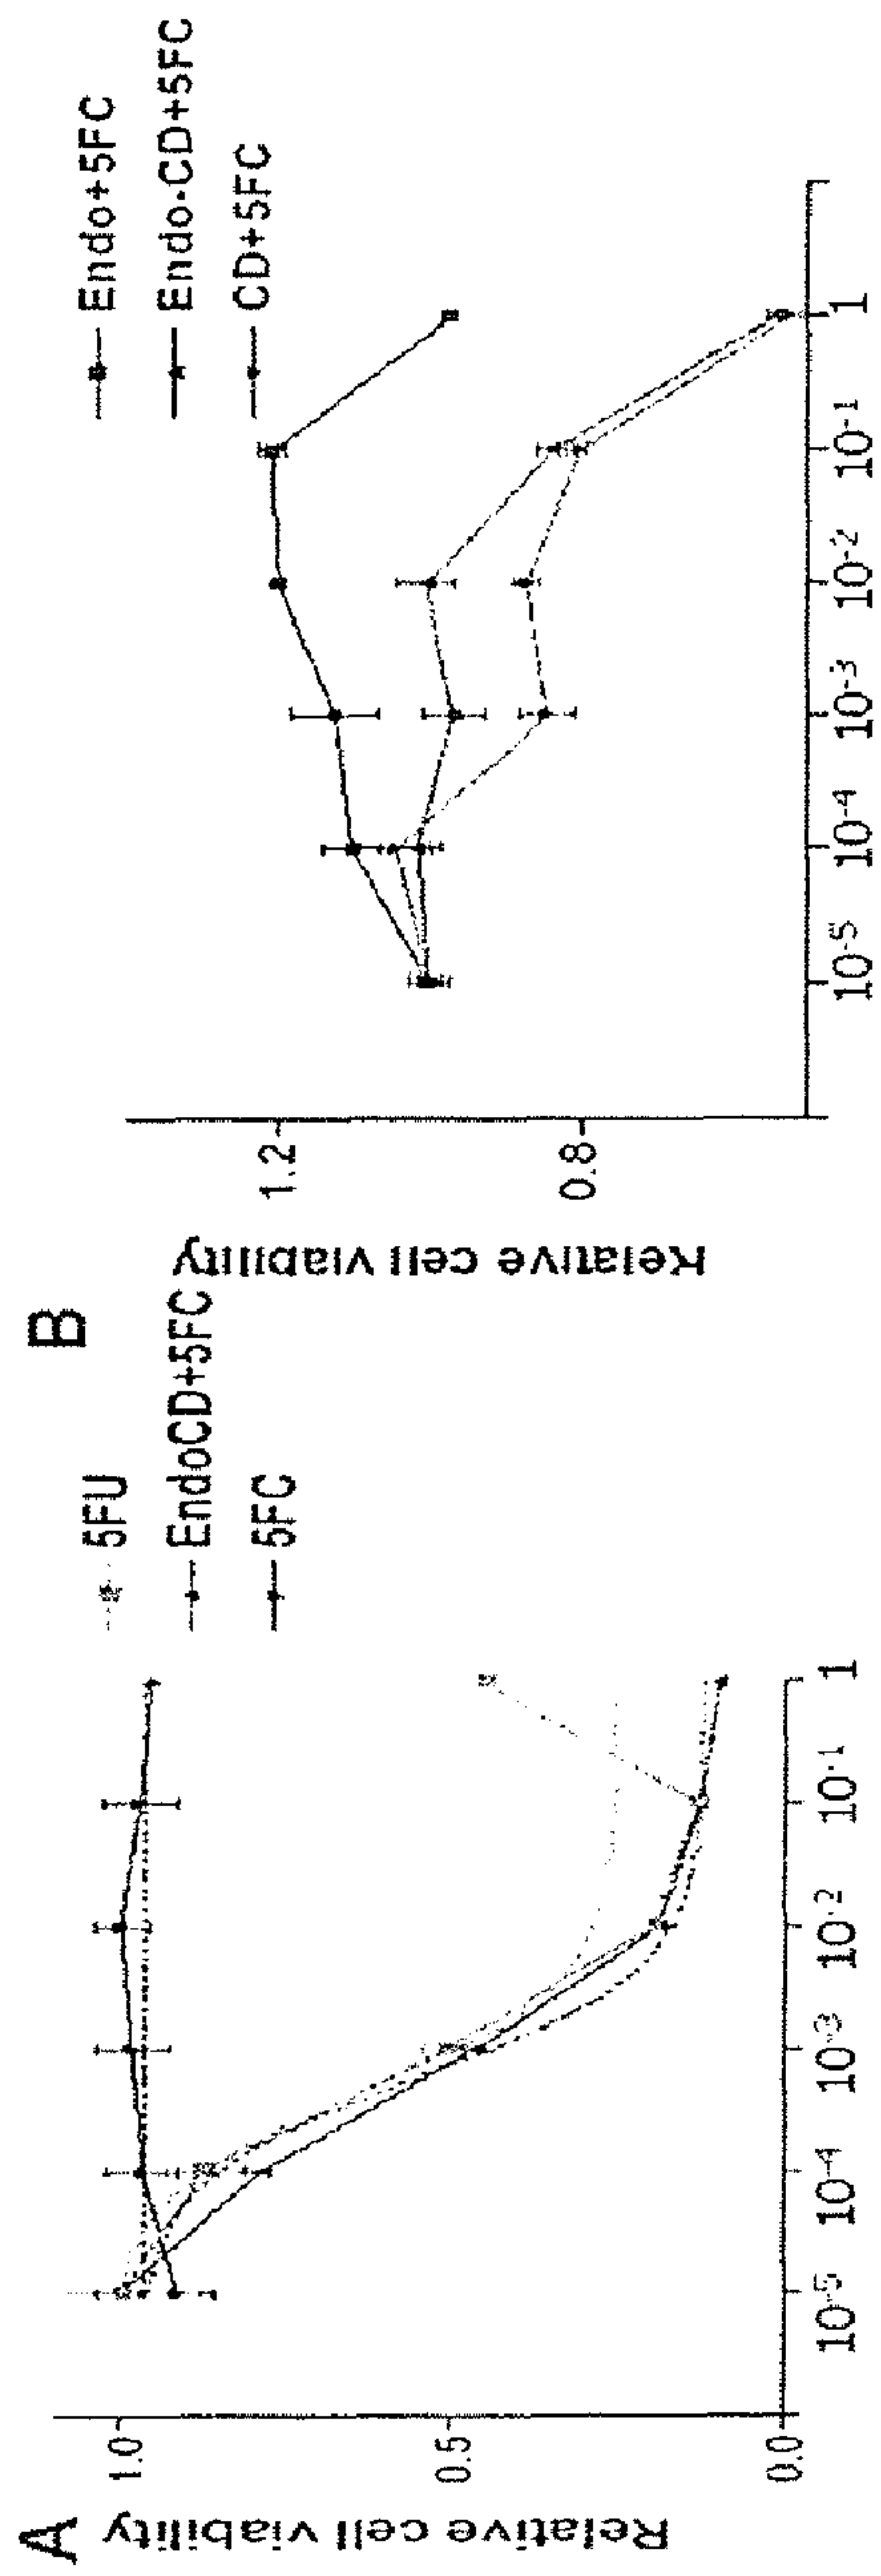 A
Relative cell viability
1.0
0.5
0.0
10-5
10-4
10-3
10-2
10-1
1
5FU
EndoCD+5FC
5FC
B
Relative cell viability
1.2
0.8
10-5
10-4
10-3
10-2
10-1
1
Endo+5FC
Endo-CD+5FC
CD+5FC